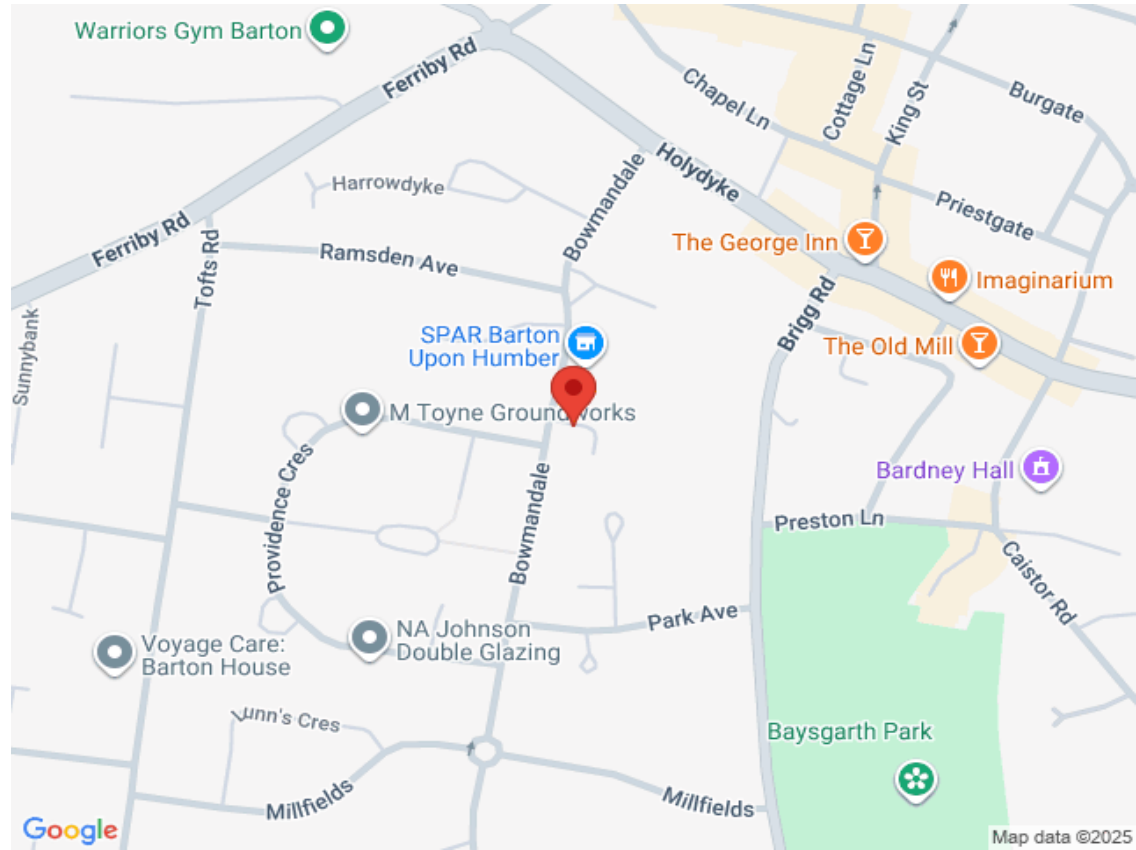 Warriors Gym Barton
Ferriby Rd
Cottage Ln
King St
Burgate
Chapel Ln
Holydyke
Harrowdyke
Bowmandale
Priestgate
Ferriby Rd
Tofts Rd
Ramsden Ave
The George Inn
Imaginarium
Brigg Rd
SPAR Barton
Upon Humber
The Old Mill
Sunnybank
M Toyne Groundworks
Bardney Hall
Providence Cres
Bowmandale
Preston Ln
Caistor Rd
Park Ave
NA Johnson
Double Glazing
Voyage Care:
Barton House
unn's Cres
Baysgarth Park
Millfields
Millfields
Google
Map data ©2025